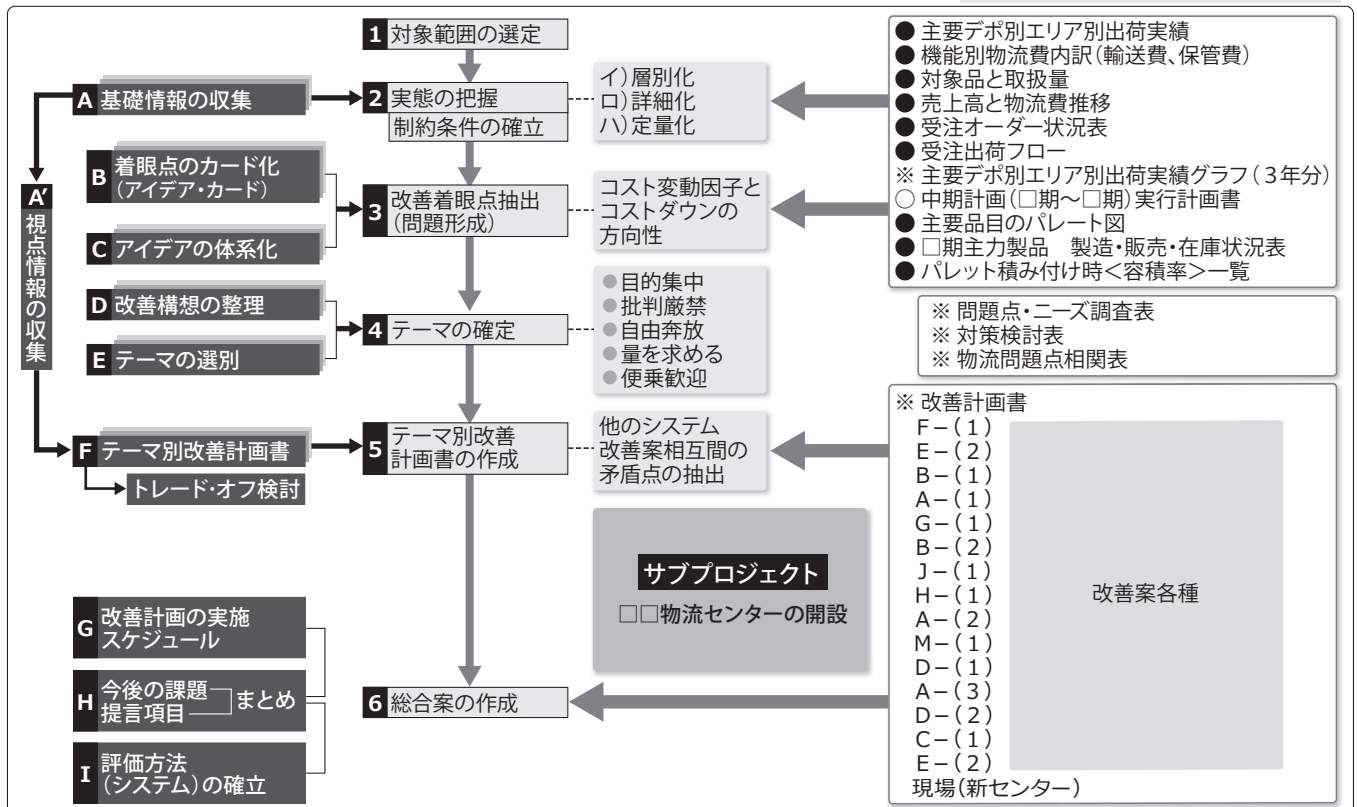 1 対象範囲の選定
A 基礎情報の収集
2 実態の把握
制約条件の確立
イ）層別化
ロ）詳細化
ハ）定量化
● 主要デポ別エリア別出荷実績
● 機能別物流費内訳（輸送費、保管費）
● 対象品と取扱量
● 売上高と物流費推移
● 受注オーダー状況表
● 受注出荷フロー
※ 主要デポ別エリア別出荷実績グラフ（３年分）
○ 中期計画（□期～□期）実行計画書
● 主要品目のパレート図
● □期主力製品　製造・販売・在庫状況表
● パレット積み付け時＜容積率＞一覧
A' 視点情報の収集
B 着眼点のカード化
（アイデア・カード）
C アイデアの体系化
3 改善着眼点抽出
（問題形成）
コスト変動因子と
コストダウンの
方向性
D 改善構想の整理
E テーマの選別
4 テーマの確定
●目的集中
●批判厳禁
●自由奔放
●量を求める
●便乗歓迎
※ 問題点・ニーズ調査表
※ 対策検討表
※ 物流問題点相関表
F テーマ別改善計画書
トレード・オフ検討
5 テーマ別改善
計画書の作成
他のシステム
改善案相互間の
矛盾点の抽出
※ 改善計画書
F－（1）
E－（2）
B－（1）
A－（1）
G－（1）
B－（2）
J－（1）
H－（1）
A－（2）
M－（1）
D－（1）
A－（3）
D－（2）
C－（1）
E－（2）
現場（新センター）
改善案各種
サブプロジェクト
□□物流センターの開設
G 改善計画の実施
スケジュール
H 今後の課題
提言項目
まとめ
I 評価方法
（システム）の確立
6 総合案の作成